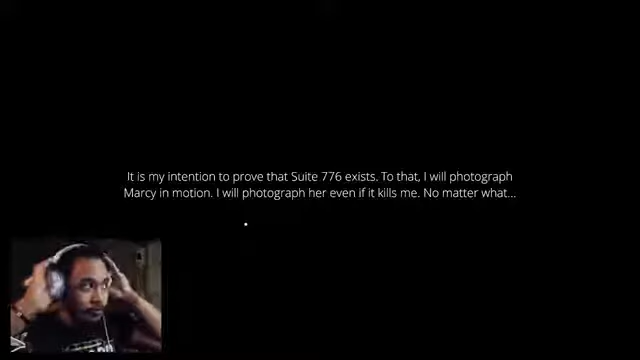 It is my intention to prove that Suite 776 exists. To that, I will photograph
Marcy in motion. I will photograph her even if it kills me. No matter what...